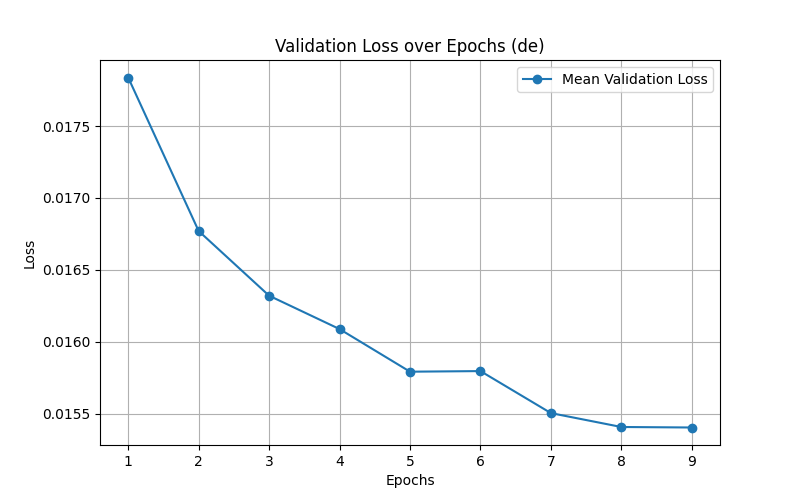 Validation Loss over Epochs (de)
Mean Validation Loss
0.0175
0.0170
0.0165
0.0160
0.0155
Loss
1 2 3 4 5 6 7 8 9
Epochs